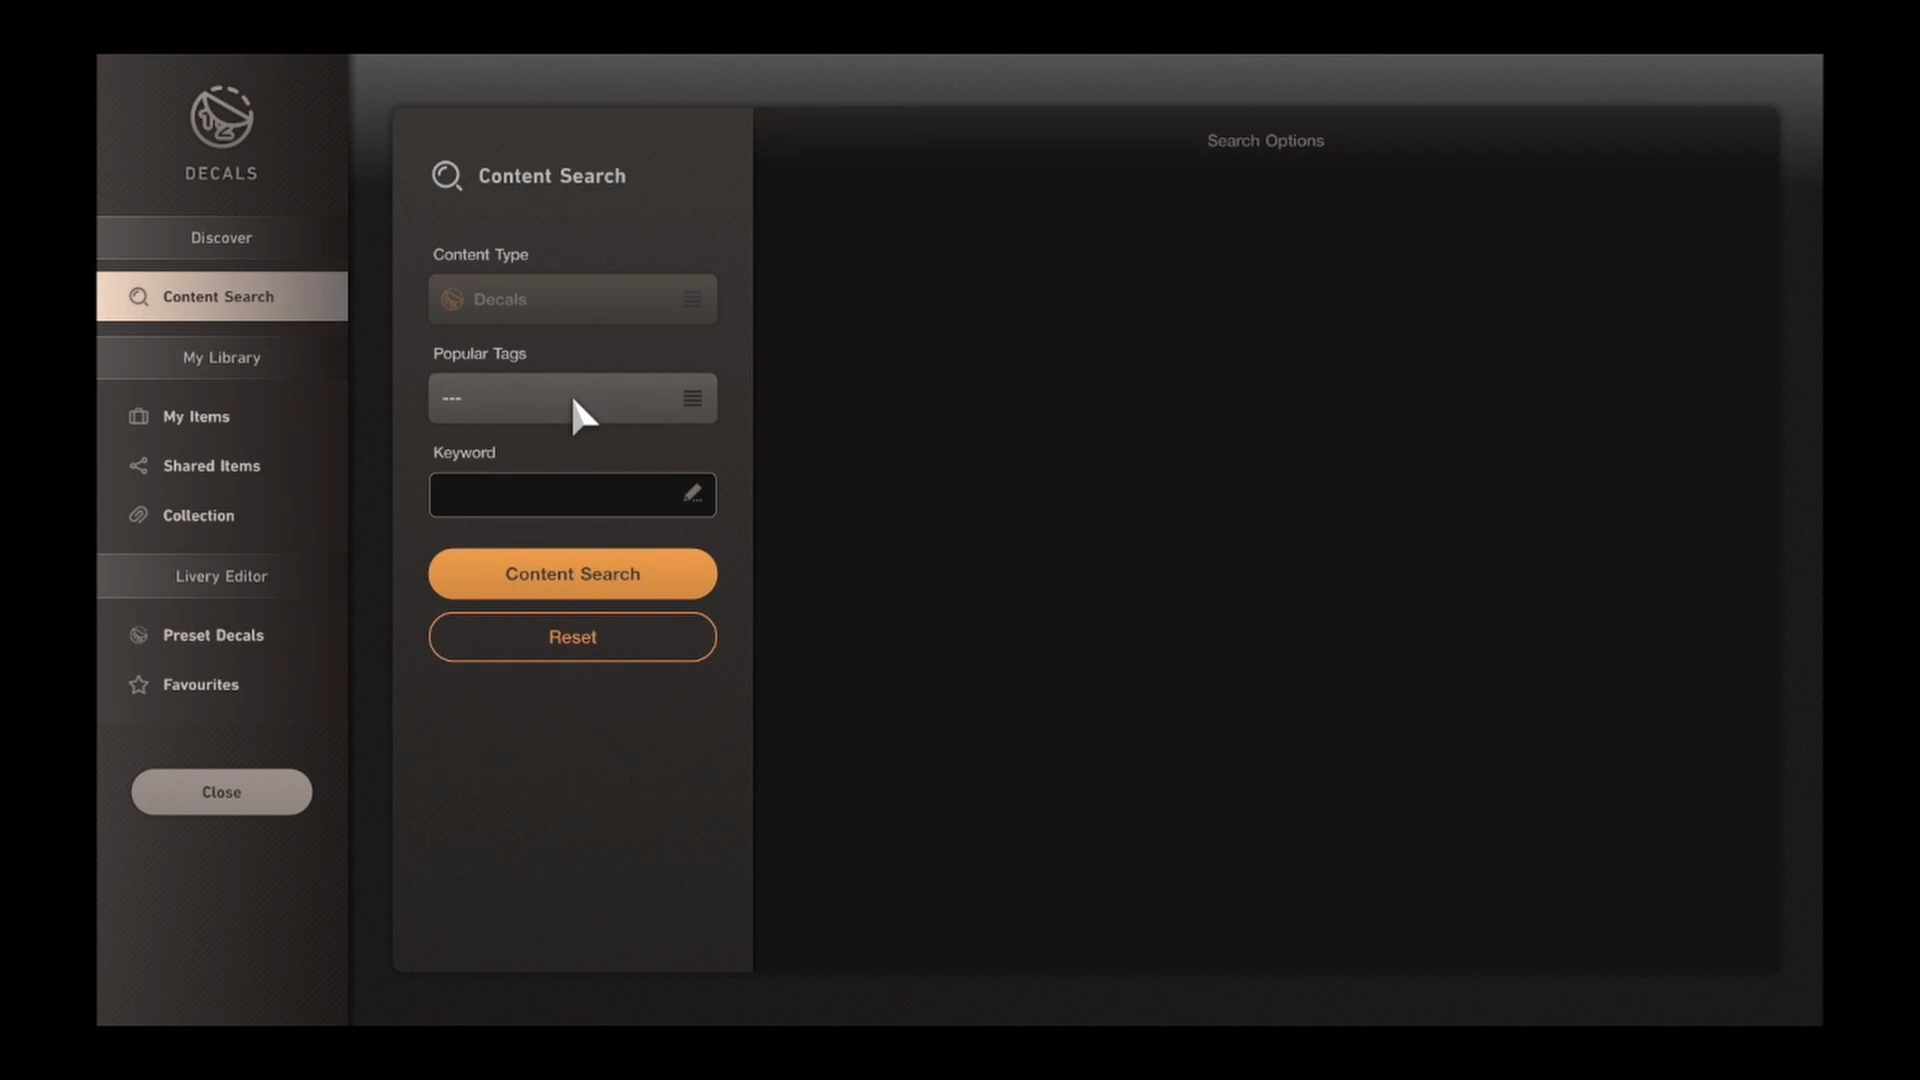 DECALS
Discover
Content Search
My Library
My Items
Shared Items
Collection
Livery Editor
Preset Decals
Favourites
Close
Content Search
Content Type
Decals
Popular Tags
---
Keyword
Content Search
Reset
Search Options